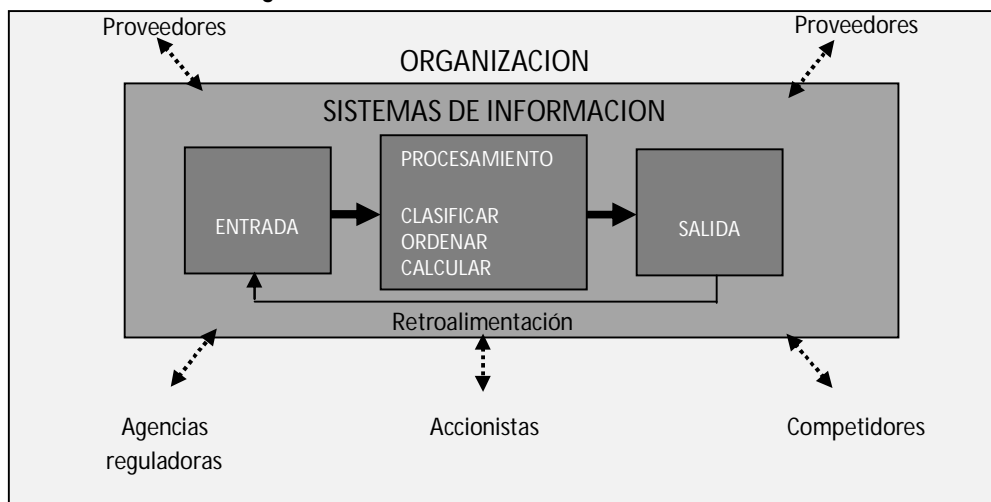 Proveedores
Proveedores
ORGANIZACION
SISTEMAS DE INFORMACION
ENTRADA
PROCESAMIENTO
CLASIFICAR
ORDENAR
CALCULAR
SALIDA
Retroalimentación
Agencias
reguladoras
Accionistas
Competidores